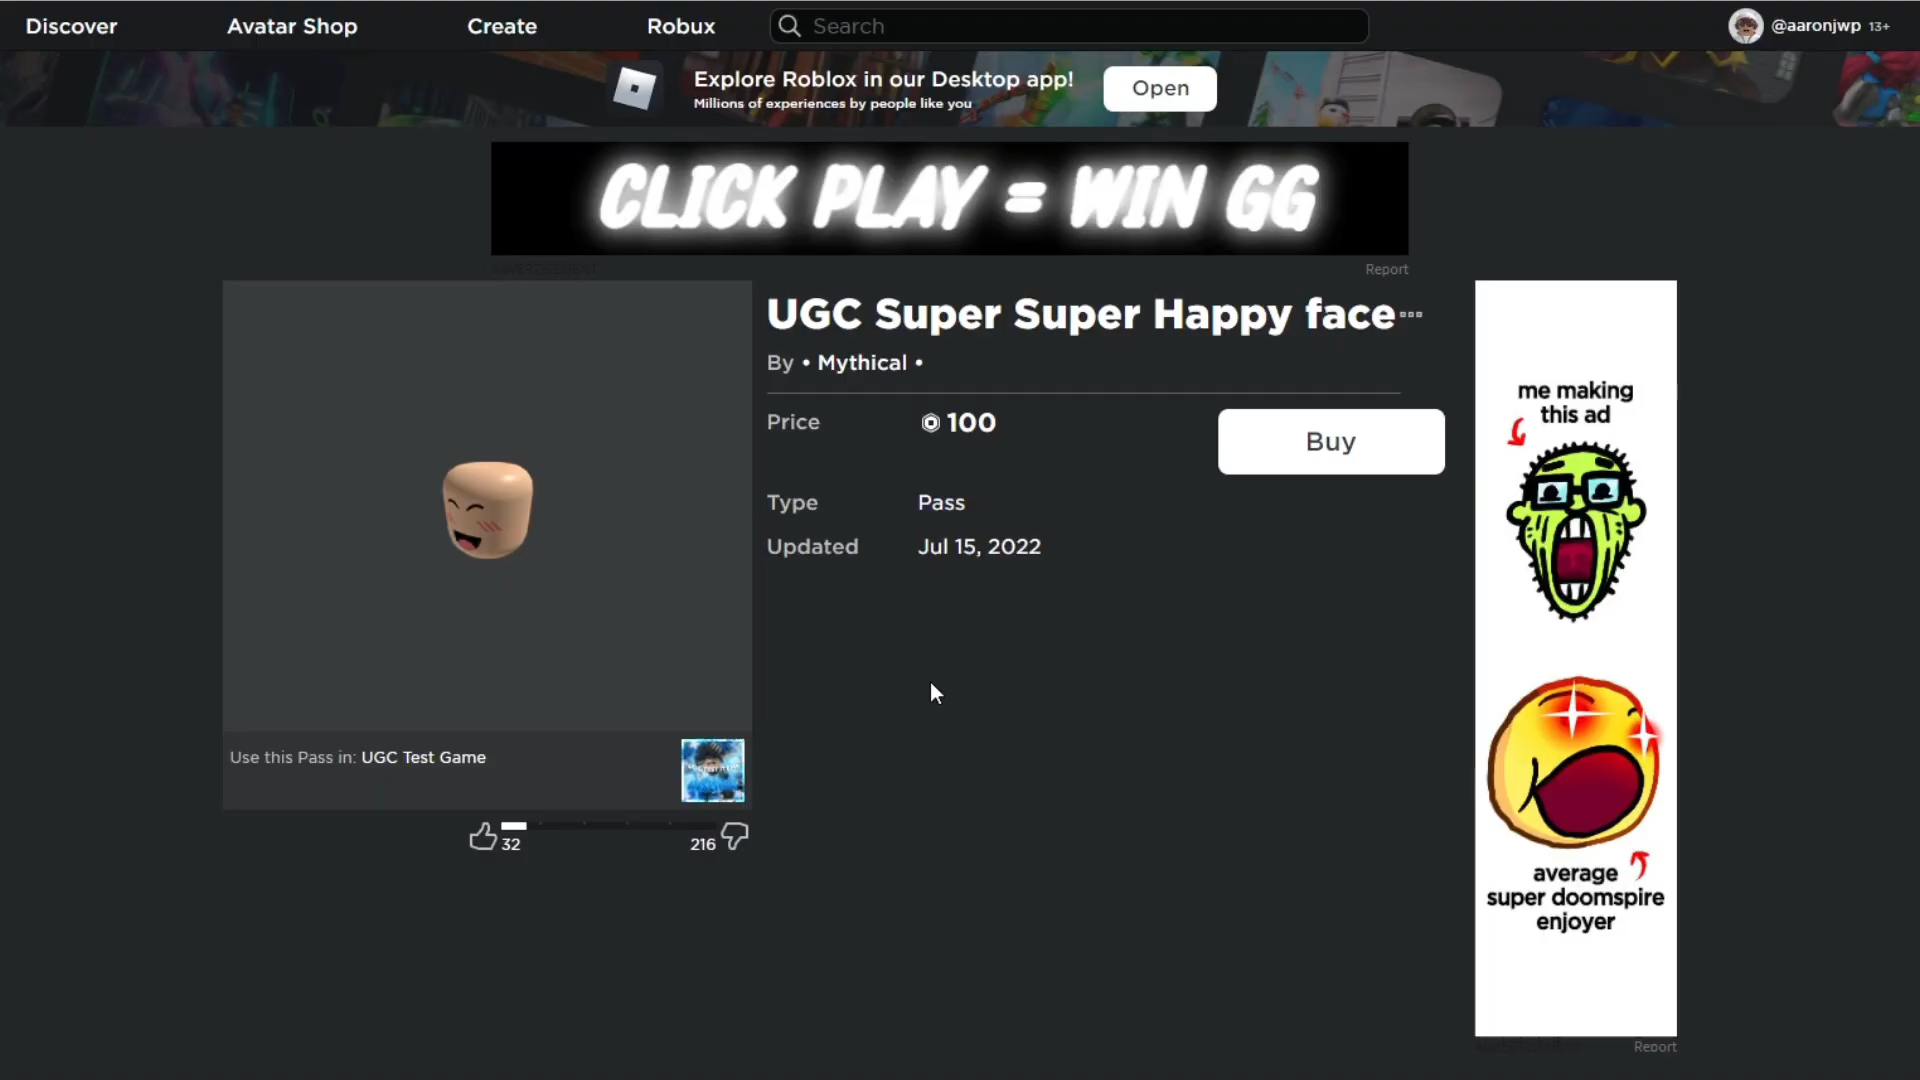 Discover
Avatar Shop
Create
Robux
Search
@aaronjwp 13+
Explore Roblox in our Desktop app!
Millions of experiences by people like you
Open
CLICK PLAY = WIN GG
ADVERTISEMENT
Report
UGC Super Super Happy face
By • Mythical •
Price 100
Buy
Type Pass
Updated Jul 15, 2022
Use this Pass in: UGC Test Game
32
216
me making
this ad
average
super doomspire
enjoyer
Report